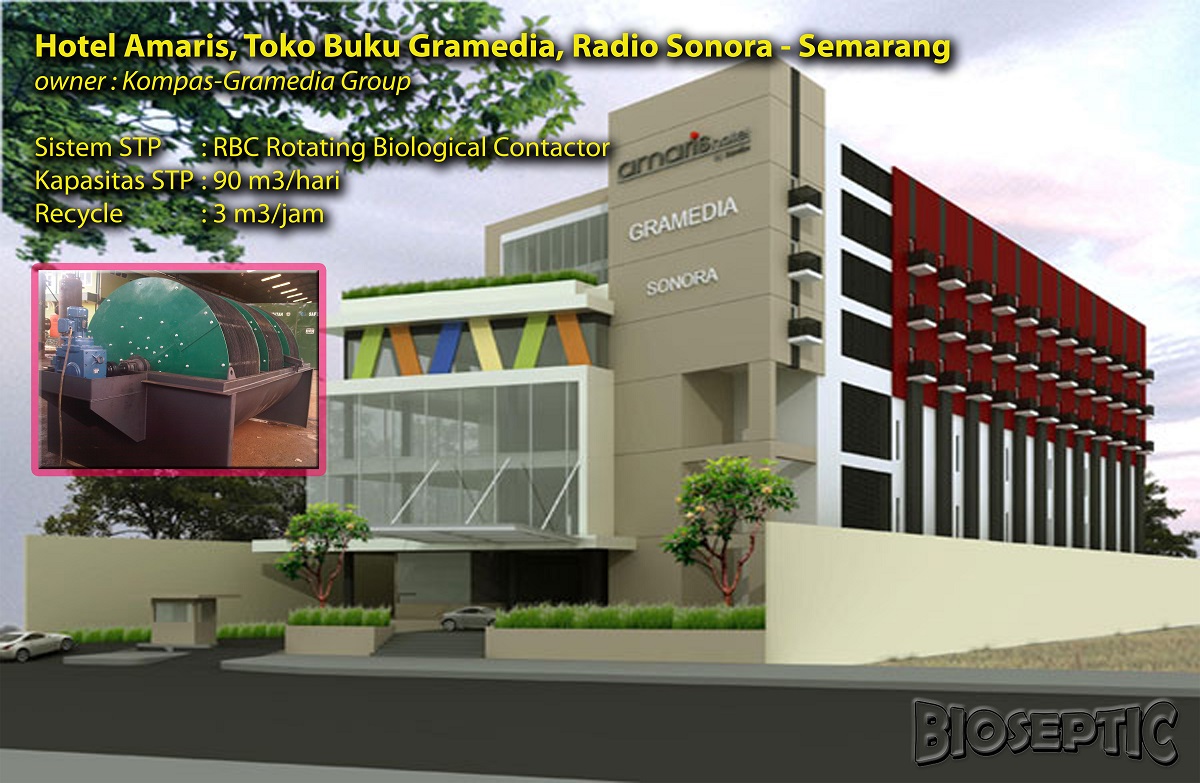 Hotel Amaris, Toko Buku Gramedia, Radio Sonora - Semarang
owner : Kompas-Gramedia Group
Sistem STP : RBC Rotating Biological Contactor
Kapasitas STP : 90 m3/hari
Recycle : 3 m3/jam
amaris hotel
GRAMEDIA
SONORA
BIOSEPTIC